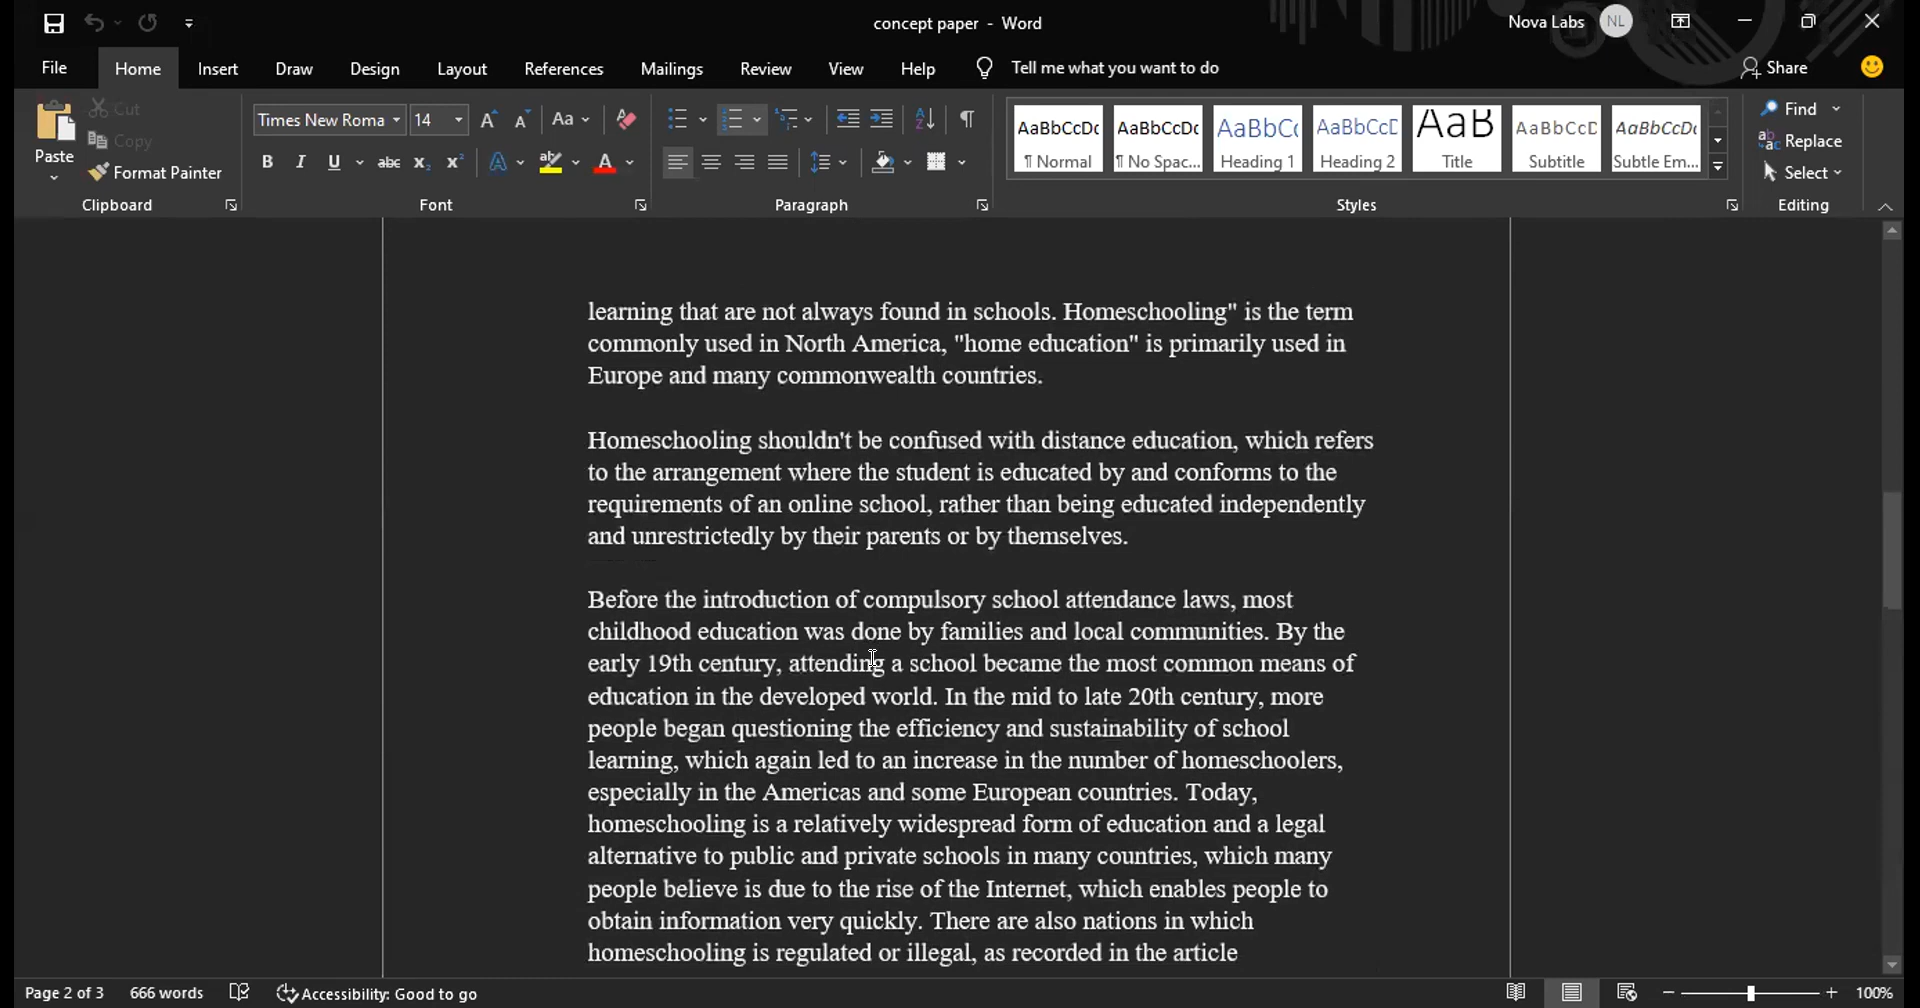 concept paper - Word
Nova Labs NL
File Home Insert Draw Design Layout References Mailings Review View Help Tell me what you want to do Share
Paste Cut Copy Format Painter
Clipboard
Times New Roma 14 Aa
B I U abc x₂ x² A ab A
Font
A Z ¶
Paragraph
AaBbCcDc AaBbCcDc AaBbCc AaBbCcD AaB AaBbCcD AaBbCcDc
¶ Normal ¶ No Spac... Heading 1 Heading 2 Title Subtitle Subtle Em...
Styles
Find
Replace
Select
Editing
learning that are not always found in schools. Homeschooling" is the term
commonly used in North America, "home education" is primarily used in
Europe and many commonwealth countries.
Homeschooling shouldn't be confused with distance education, which refers
to the arrangement where the student is educated by and conforms to the
requirements of an online school, rather than being educated independently
and unrestrictedly by their parents or by themselves.
Before the introduction of compulsory school attendance laws, most
childhood education was done by families and local communities. By the
early 19th century, attending a school became the most common means of
education in the developed world. In the mid to late 20th century, more
people began questioning the efficiency and sustainability of school
learning, which again led to an increase in the number of homeschoolers,
especially in the Americas and some European countries. Today,
homeschooling is a relatively widespread form of education and a legal
alternative to public and private schools in many countries, which many
people believe is due to the rise of the Internet, which enables people to
obtain information very quickly. There are also nations in which
homeschooling is regulated or illegal, as recorded in the article
Page 2 of 3 666 words Accessibility: Good to go 100%